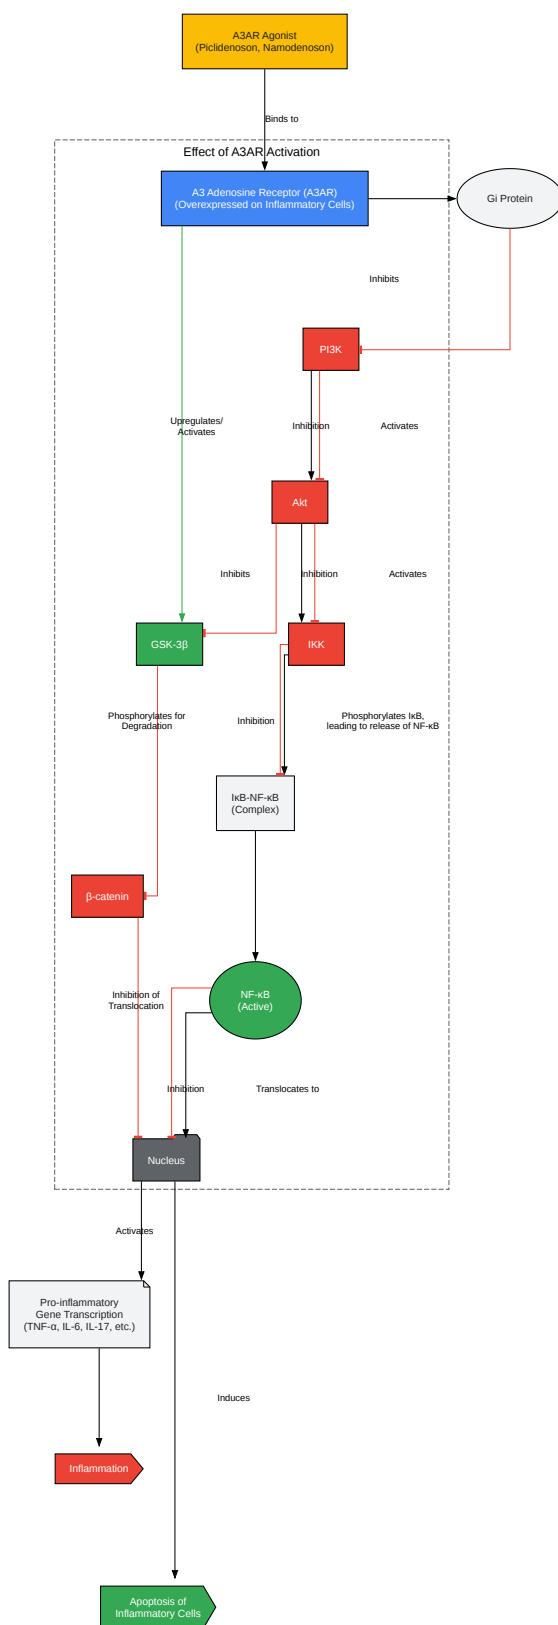 A3AR Agonist
(Piclidenoson, Namodenoson)
Binds to
Effect of A3AR Activation
A3 Adenosine Receptor (A3AR)
(Overexpressed on Inflammatory Cells)
Gi Protein
Inhibits
PI3K
Upregulates/
Activates
Inhibition
Activates
Akt
Inhibits
Inhibition
Activates
GSK-3β
IKK
Phosphorylates for
Degradation
Inhibition
Phosphorylates IκB,
leading to release of NF-κB
IκB-NF-κB
(Complex)
β-catenin
Inhibition of
Translocation
NF-κB
(Active)
Inhibition
Translocates to
Nucleus
Activates
Pro-inflammatory
Gene Transcription
(TNF-α, IL-6, IL-17, etc.)
Induces
Inflammation
Apoptosis of
Inflammatory Cells